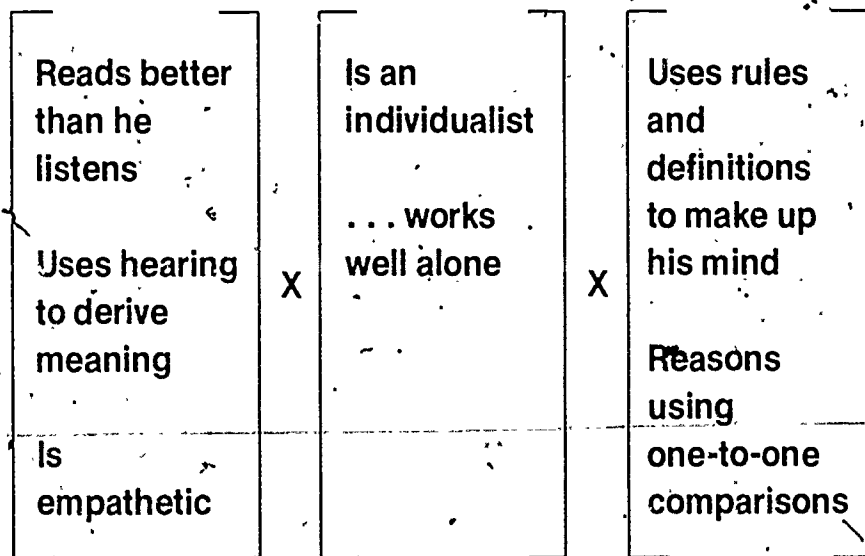 Reads better
than he
listens
Uses hearing
to derive
meaning
Is
empathetic
X
Is an
individualist
. . . works
well alone
X
Uses rules
and
definitions
to make up
his mind
Reasons
using
one-to-one
comparisons